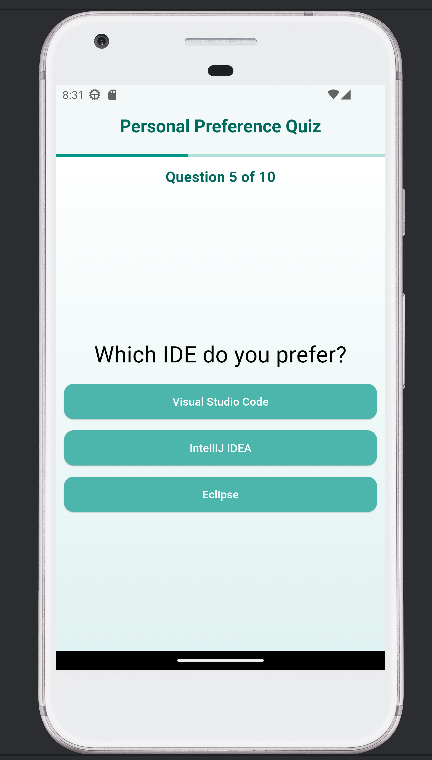 8:31
Personal Preference Quiz
Question 5 of 10
Which IDE do you prefer?
Visual Studio Code
IntelliJ IDEA
Eclipse